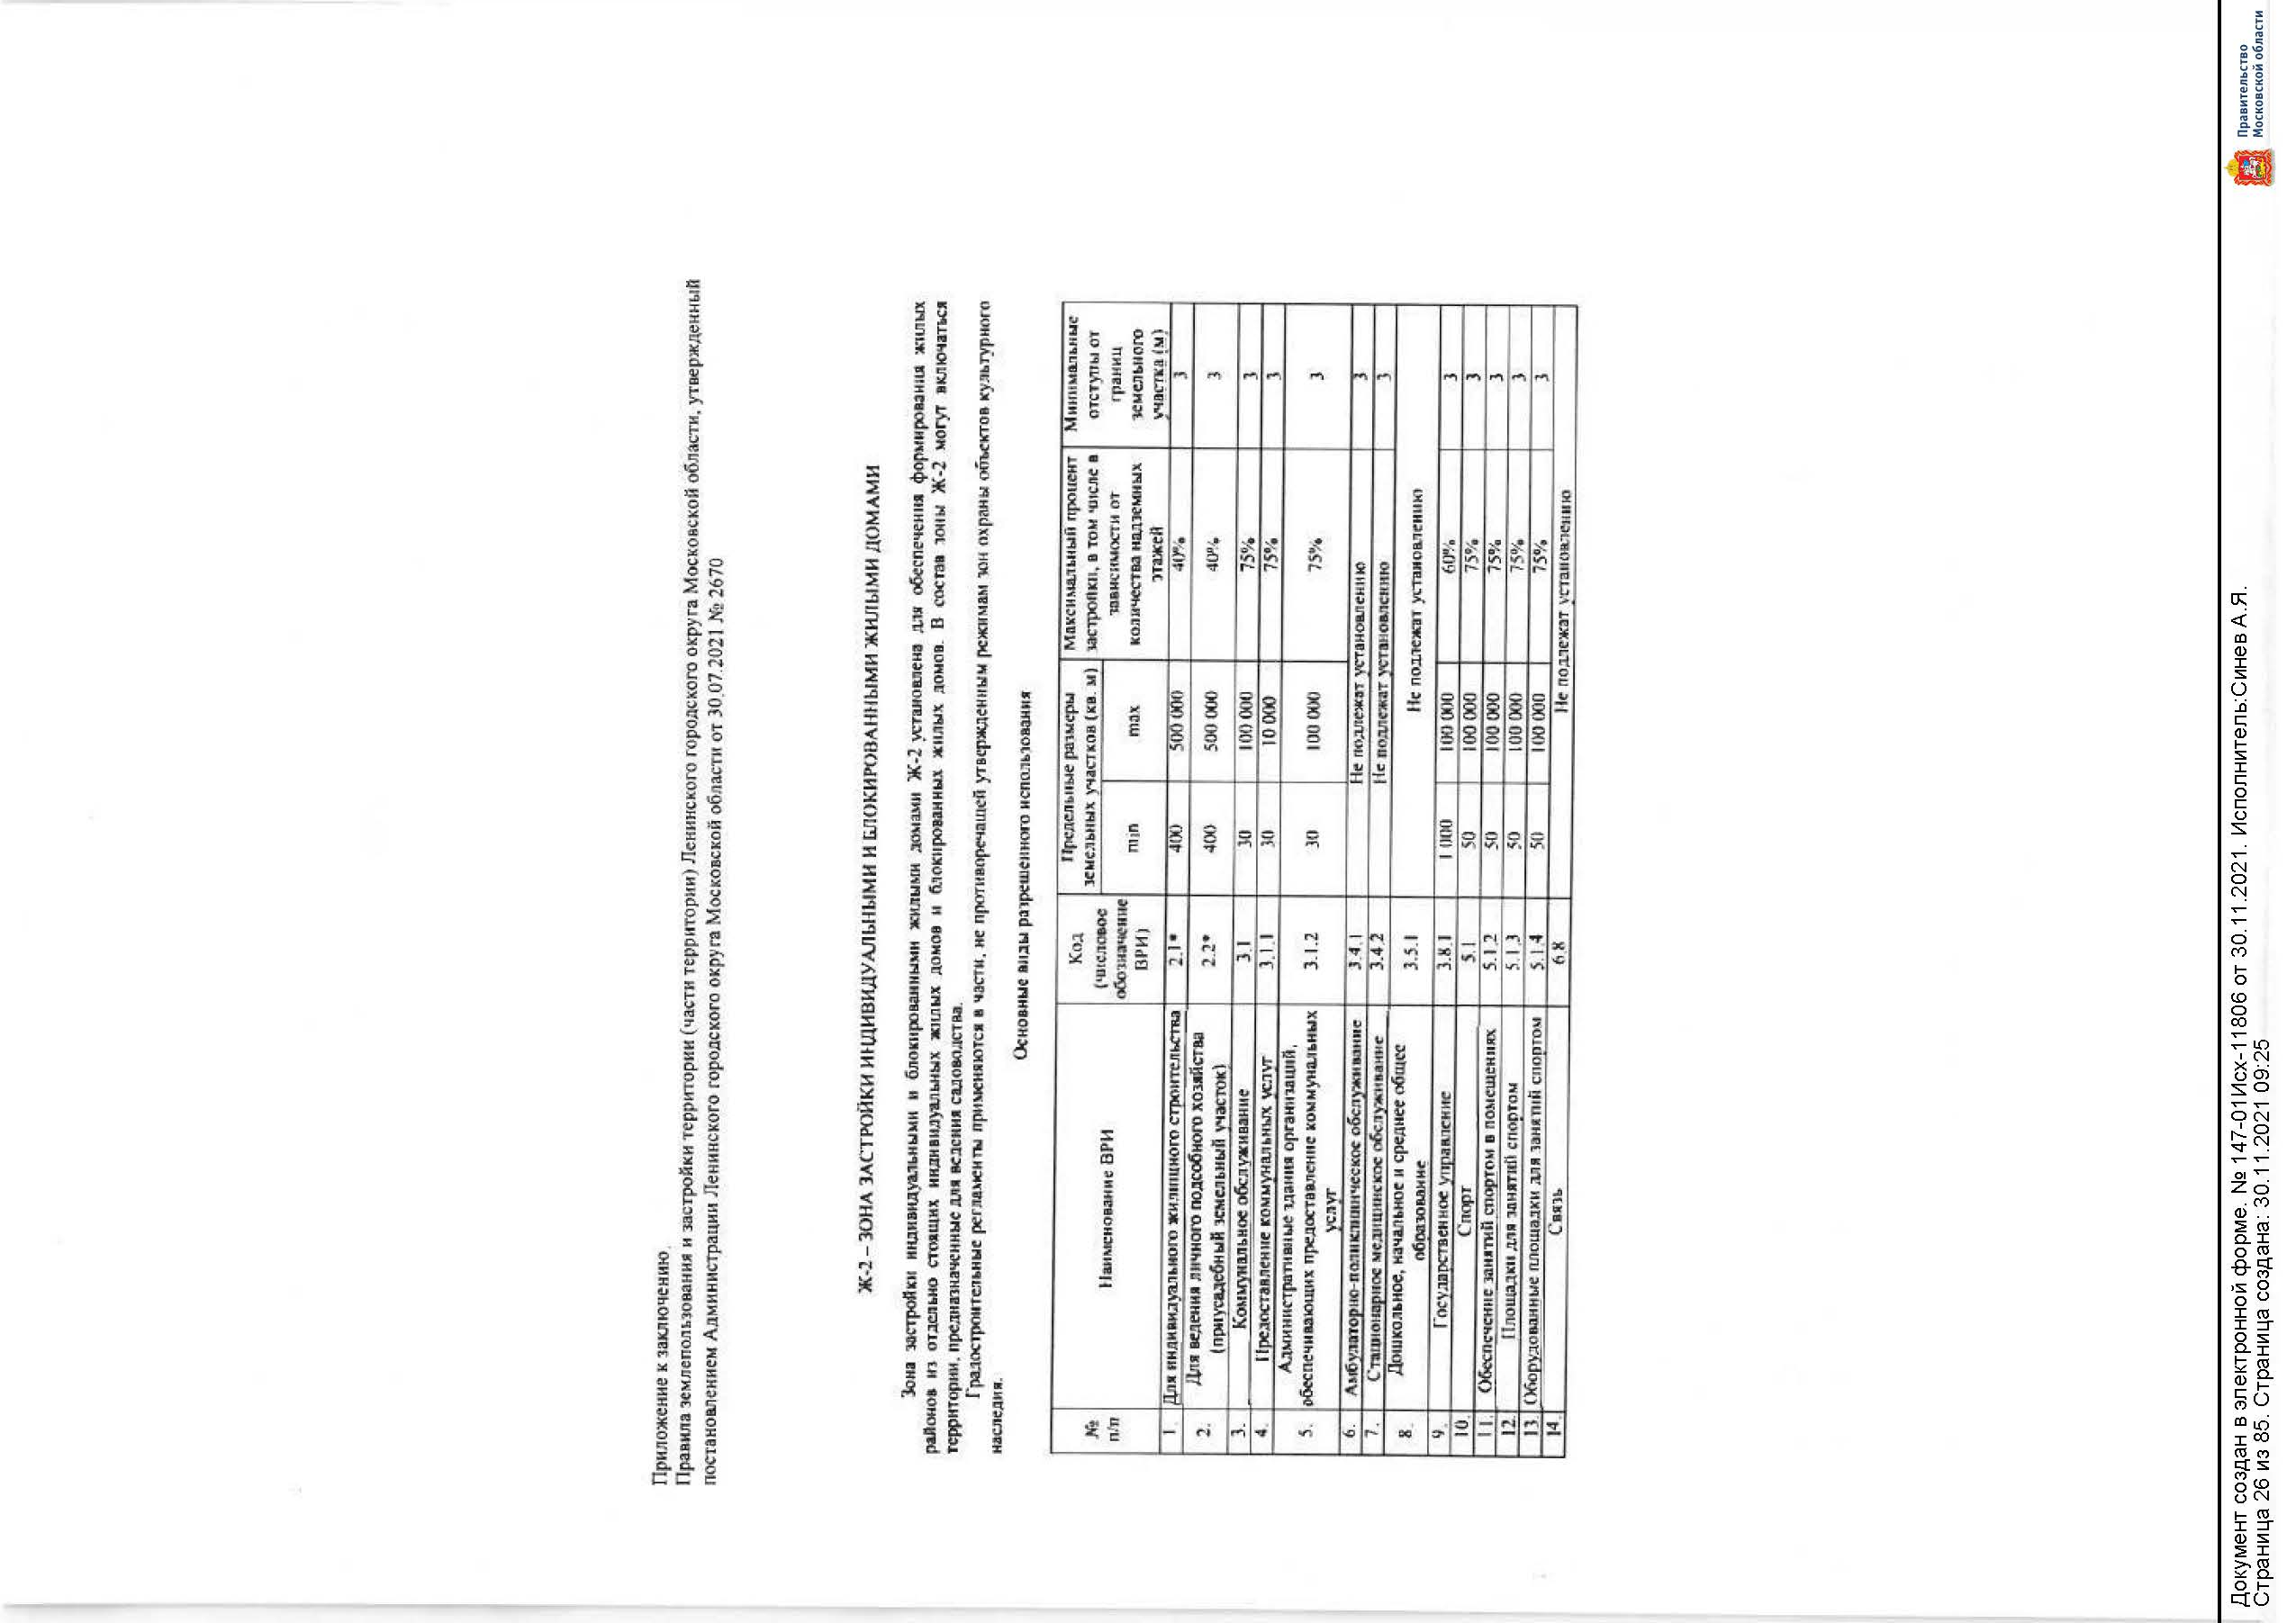 Приложение к заключению.
Правила землепользования и застройки территории (части территории) Ленинского городского округа Московской области, утвержденный
постановлением Администрации Ленинского городского округа Московской области от 30.07.2021 № 2670
Ж-2 – ЗОНА ЗАСТРОЙКИ ИНДИВИДУАЛЬНЫМИ И БЛОКИРОВАННЫМИ ЖИЛЫМИ ДОМАМИ
Зона застройки индивидуальными и блокированными жилыми домами Ж-2 установлена для обеспечения формирования жилых
районов из отдельно стоящих индивидуальных жилых домов и блокированных жилых домов. В состав зоны Ж-2 могут включаться
территории, предназначенные для ведения садоводства.
Градостроительные регламенты применяются в части, не противоречащей утвержденным режимам зон охраны объектов культурного
наследия.
Основные виды разрешенного использования
№ п/п
Наименование ВРИ
Код (числовое обозначение ВРИ)
Предельные размеры земельных участков (кв. м)
min
max
Максимальный процент застройки, в том числе в зависимости от количества надземных этажей
Минимальные отступы от границ земельного участка (м)
1. Для индивидуального жилищного строительства 2.1* 400 500 000 40% 3
2. Для ведения личного подсобного хозяйства (приусадебный земельный участок) 2.2* 400 500 000 40% 3
3. Коммунальное обслуживание 3.1 30 100 000 75% 3
4. Предоставление коммунальных услуг 3.1.1 30 10 000 75% 3
5. Административные здания организаций, обеспечивающих предоставление коммунальных услуг 3.1.2 30 100 000 75% 3
6. Амбулаторно-поликлиническое обслуживание 3.4.1 Не подлежат установлению 3
7. Стационарное медицинское обслуживание 3.4.2 Не подлежат установлению 3
8. Дошкольное, начальное и среднее общее образование 3.5.1 Не подлежат установлению
9. Государственное управление 3.8.1 1 000 100 000 60% 3
10. Спорт 5.1 50 100 000 75% 3
11. Обеспечение занятий спортом в помещениях 5.1.2 50 100 000 75% 3
12. Площадки для занятий спортом 5.1.3 50 100 000 75% 3
13. Оборудованные площадки для занятий спортом 5.1.4 50 100 000 75% 3
14. Связь 6.8 Не подлежат установлению
Документ создан в электронной форме. № 147-01Исх-11806 от 30.11.2021. Исполнитель:Синев А.Я.
Страница 26 из 85. Страница создана: 30.11.2021 09:25
Правительство
Московской области